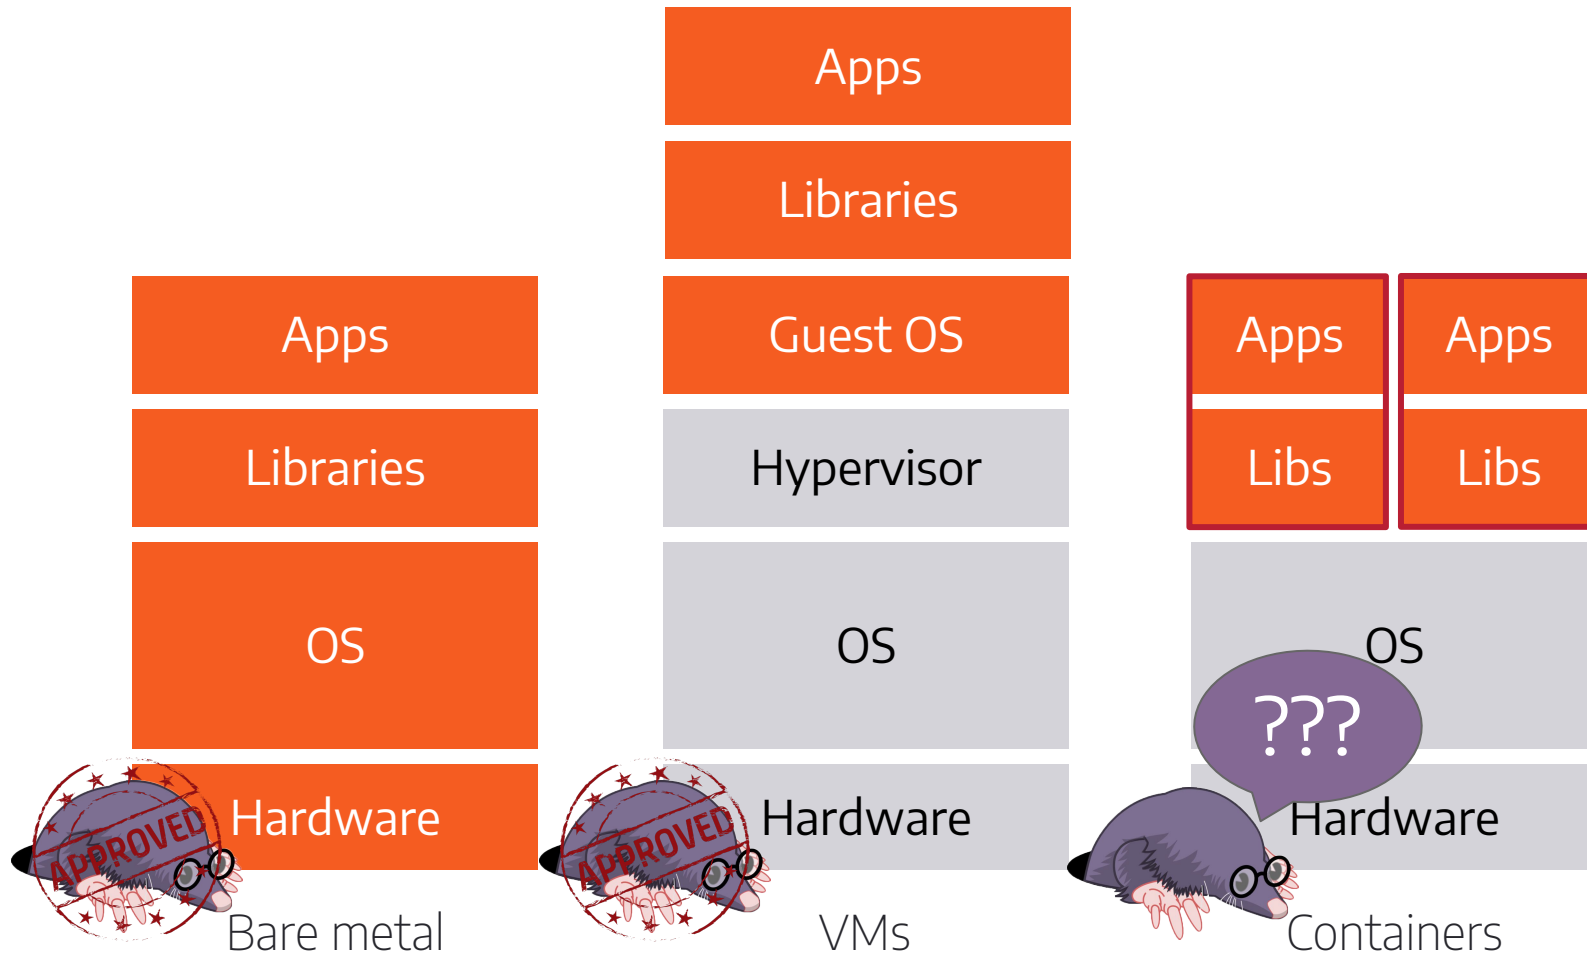 Apps
Libraries
OS
Hardware
APPROVED
Bare metal
Apps
Libraries
Guest OS
Hypervisor
OS
Hardware
APPROVED
VMs
Apps
Apps
Libs
Libs
OS
???
Hardware
Containers